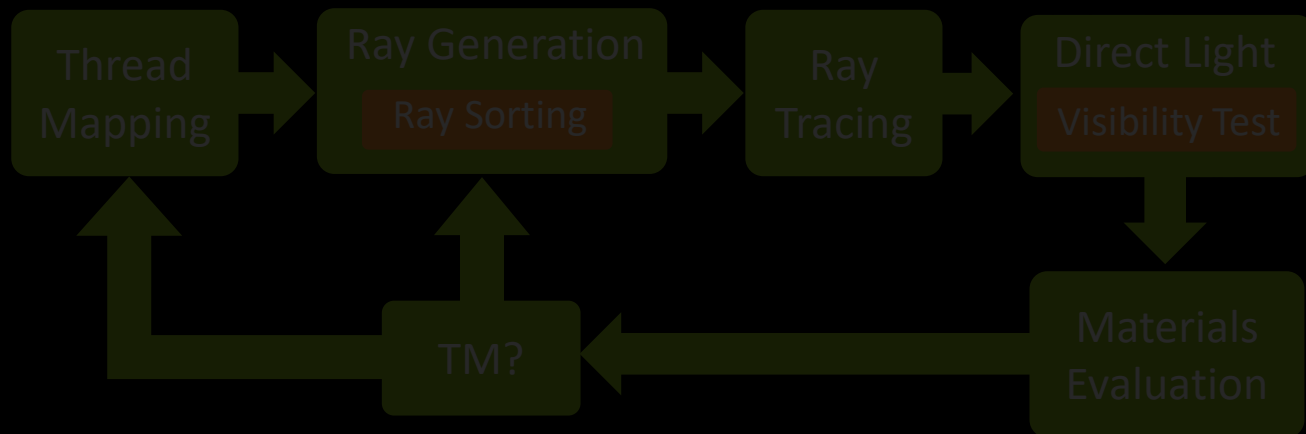 Thread
Mapping
Ray Generation
Ray Sorting
Ray
Tracing
Direct Light
Visibility Test
TM?
Materials
Evaluation